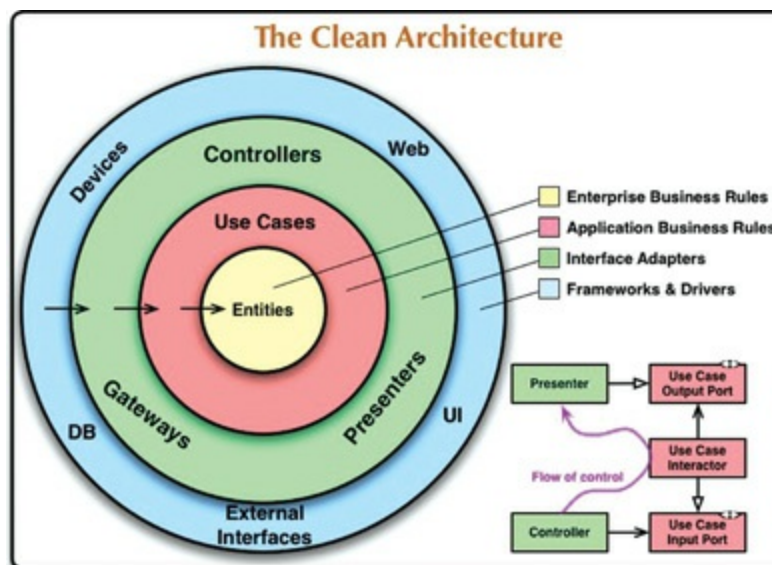 The Clean Architecture
Devices
Controllers
Web
Use Cases
Entities
Gateways
Presenters
DB
UI
External
Interfaces
Enterprise Business Rules
Application Business Rules
Interface Adapters
Frameworks & Drivers
Presenter
Use Case
Output Port
Flow of control
Use Case
Interactor
Controller
Use Case
Input Port